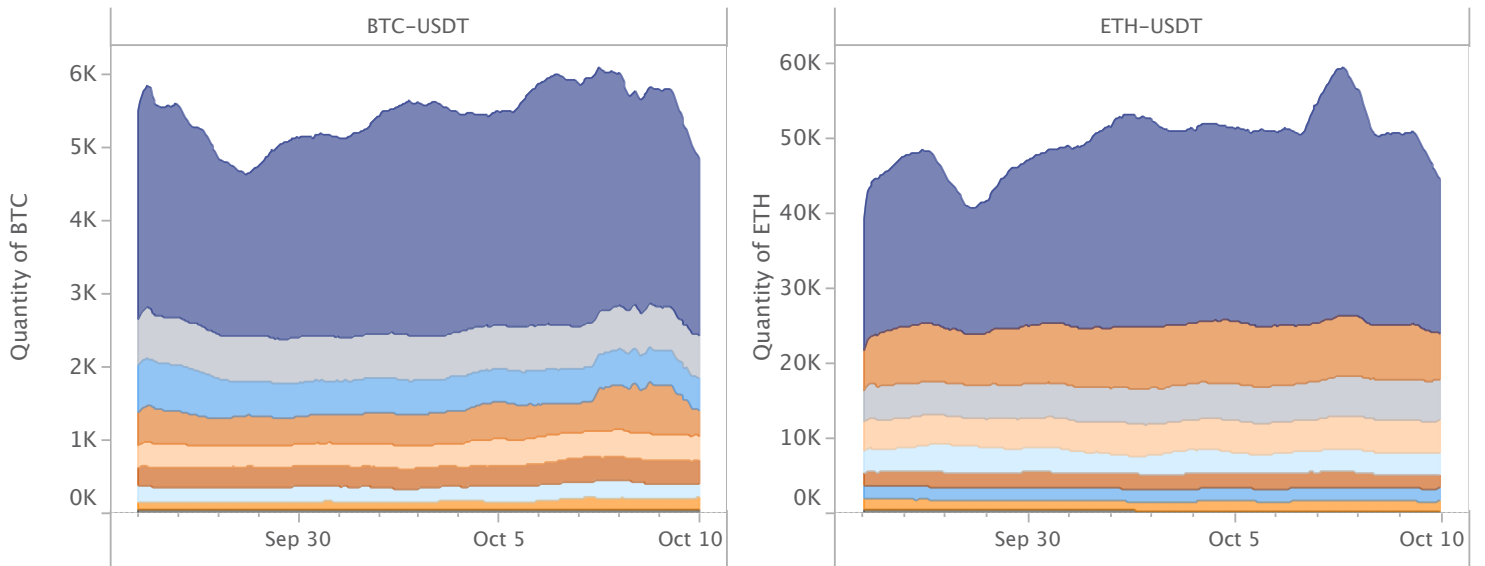 BTC–USDT
Quantity of BTC
6K
5K
4K
3K
2K
1K
0K
Sep 30
Oct 5
Oct 10
ETH–USDT
Quantity of ETH
60K
50K
40K
30K
20K
10K
0K
Sep 30
Oct 5
Oct 10